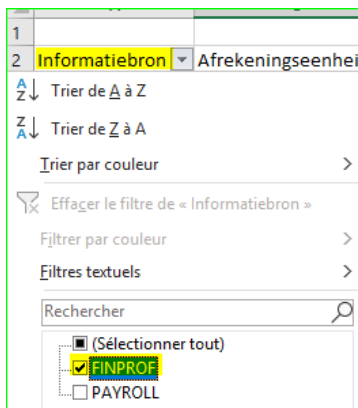 1
2 Informatiebron Afrekeningseenhei
Trier de A à Z
Trier de Z à A
Trier par couleur
Effacer le filtre de « Informatiebron »
Filtrer par couleur
Filtres textuels
Rechercher
(Sélectionner tout)
FINPROF
PAYROLL